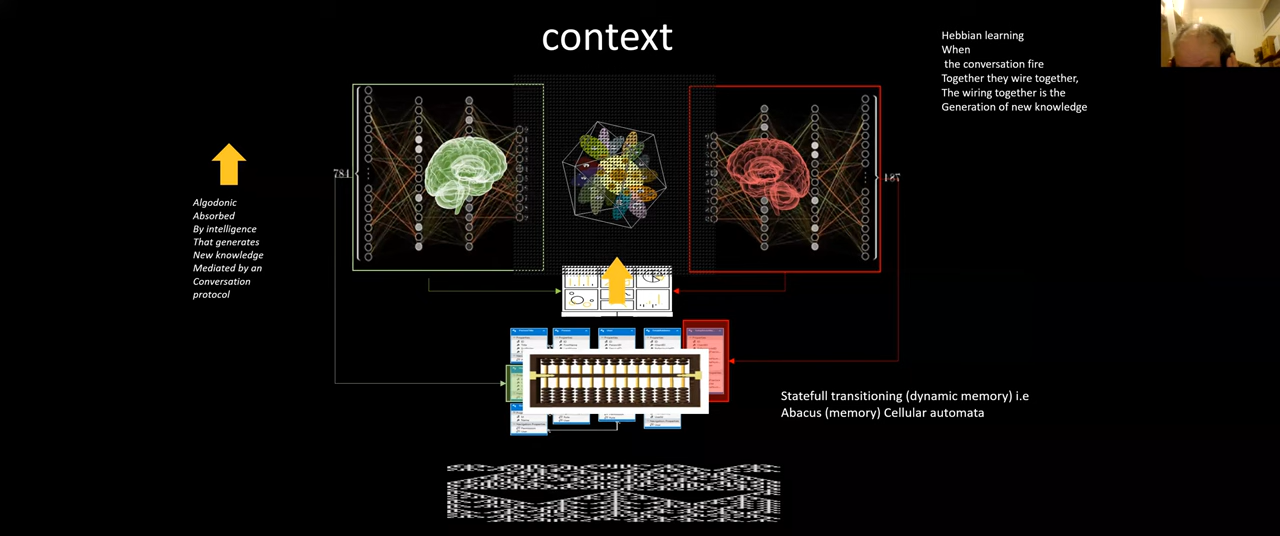 context
Hebbian learning
When
the conversation fire
Together they wire together,
The wiring together is the
Generation of new knowledge
784
Algodonic
Absorbed
By intelligence
That generates
New knowledge
Mediated by an
Conversation
protocol
Statefull transitioning (dynamic memory) i.e
Abacus (memory) Cellular automata